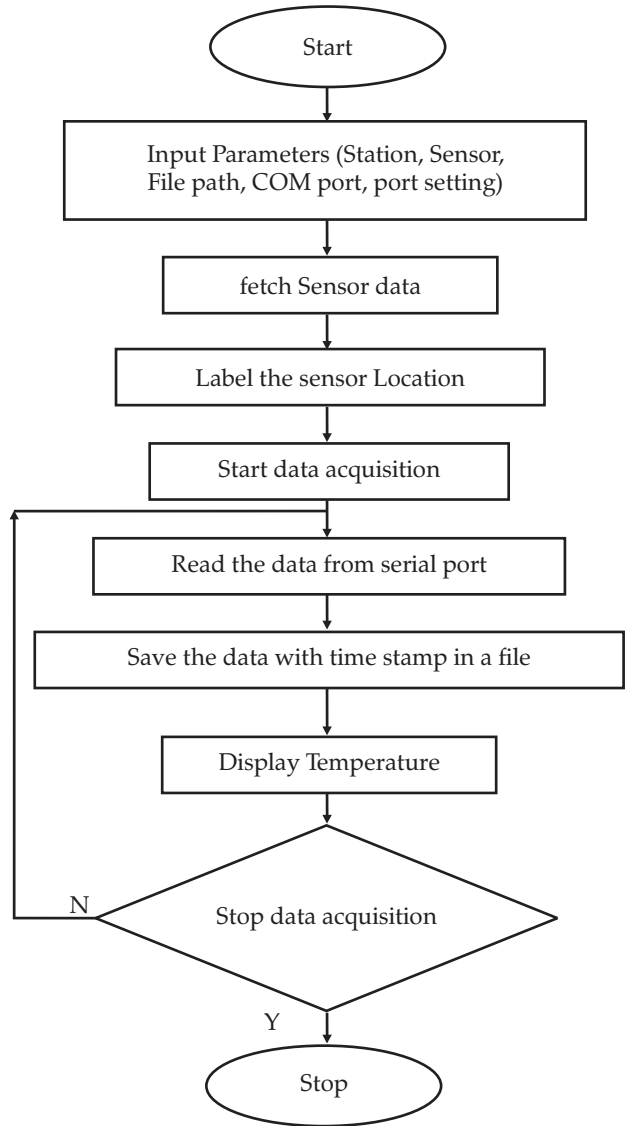 Start
Input Parameters (Station, Sensor,
File path, COM port, port setting)
fetch Sensor data
Label the sensor Location
Start data acquisition
Read the data from serial port
Save the data with time stamp in a file
Display Temperature
N
Stop data acquisition
Y
Stop